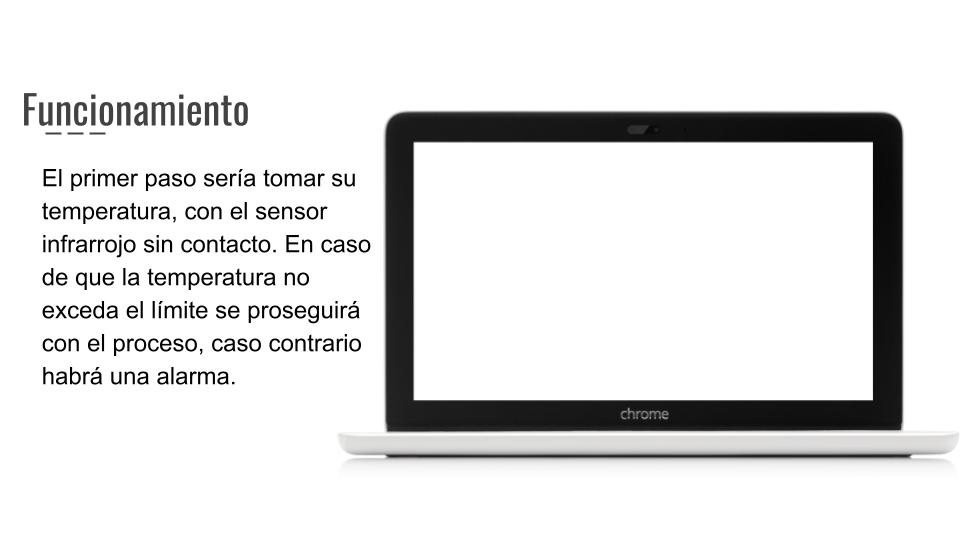 Funcionamiento
El primer paso sería tomar su
temperatura, con el sensor
infrarrojo sin contacto. En caso
de que la temperatura no
exceda el límite se proseguirá
con el proceso, caso contrario
habrá una alarma.
chrome